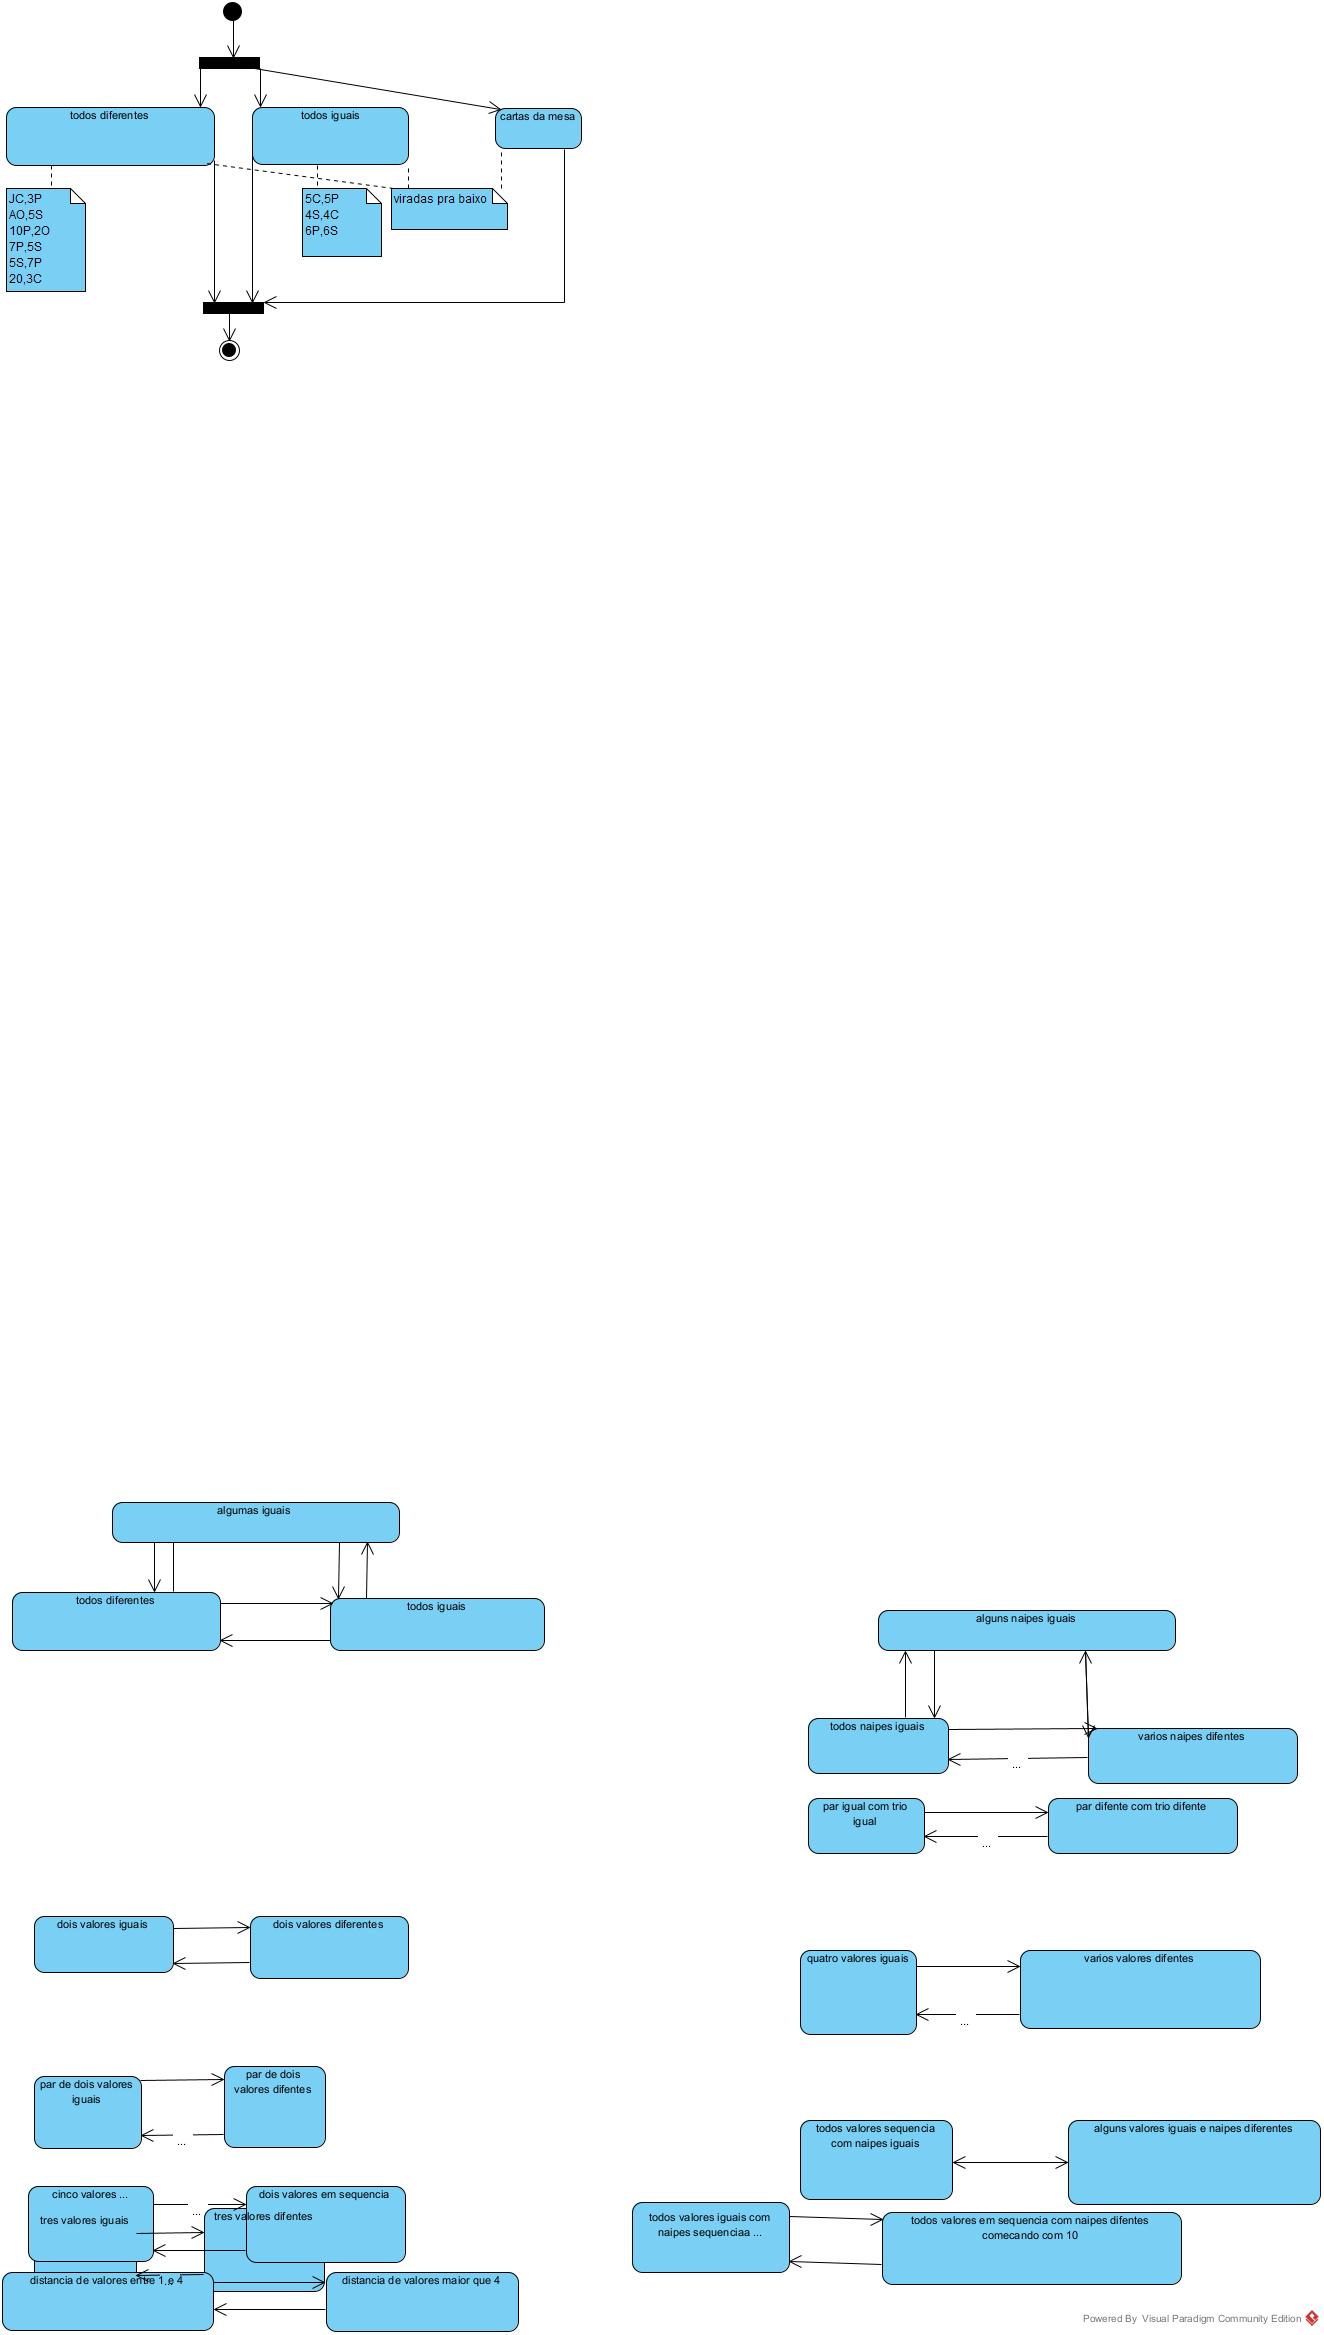 todos diferentes
todos iguais
cartas da mesa
JC,3P
AO,5S
10P,2O
7P,5S
5S,7P
20,3C
5C,5P
4S,4C
6P,6S
viradas pra baixo
algumas iguais
todos diferentes
todos iguais
alguns naipes iguais
todos naipes iguais
varios naipes difentes
...
par igual com trio
igual
par difente com trio difente
...
dois valores iguais
dois valores diferentes
quatro valores iguais
varios valores difentes
...
par de dois valores
iguais
par de dois
valores difentes
...
todos valores sequencia
com naipes iguais
alguns valores iguais e naipes diferentes
cinco valores ...
dois valores em sequencia
...
tres valores iguais
tres valores difentes
...
todos valores iguais com
naipes sequenciaa ...
todos valores em sequencia com naipes difentes
comecando com 10
distancia de valores entre 1 e 4
distancia de valores maior que 4
Powered By Visual Paradigm Community Edition